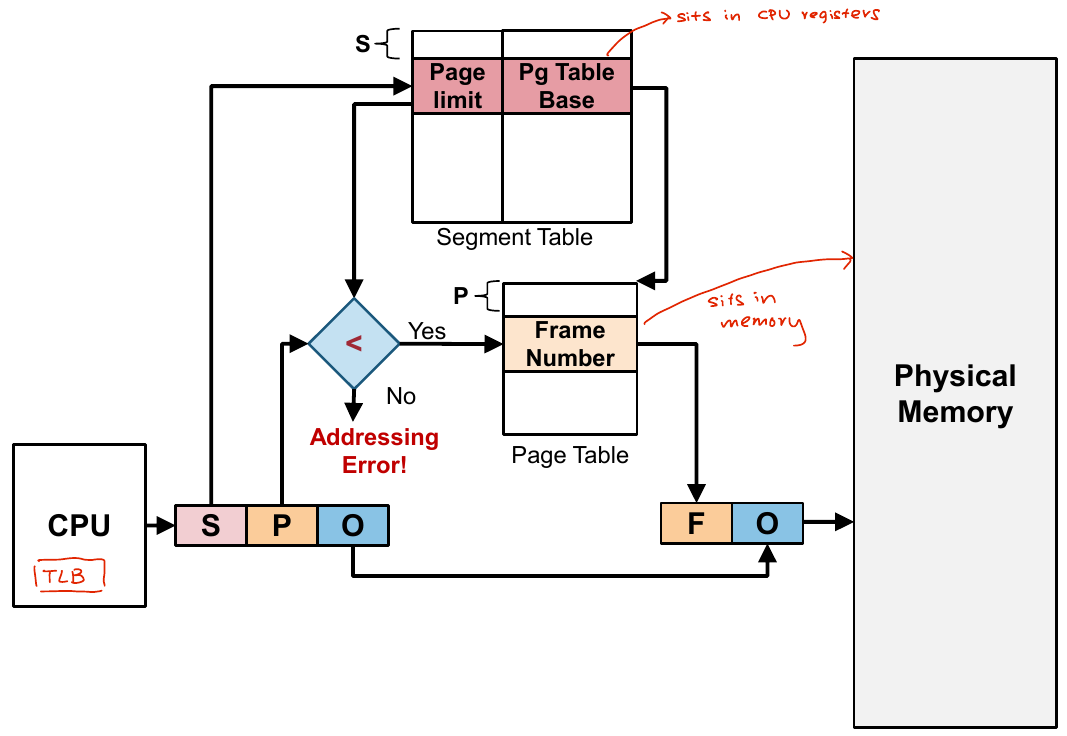 sits in CPU registers
S
Page
limit
Pg Table
Base
Segment Table
P
sits in
memory
Frame
Number
<
Yes
No
Addressing
Error!
Page Table
Physical
Memory
CPU
TLB
S P O
F O